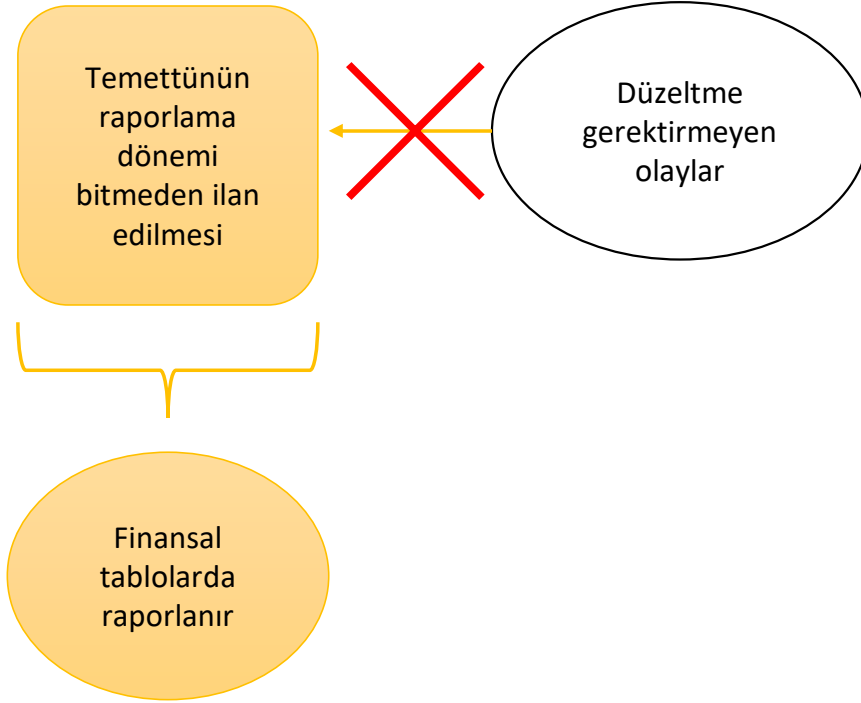 Temettünün
raporlama
dönemi
bitmeden ilan
edilmesi
Düzeltme
gerektirmeyen
olaylar
Finansal
tablolarda
raporlanır